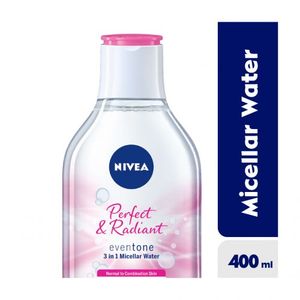 NIVEA
Perfect
& Radiant
eventone
3 in 1 Micellar Water
Normal to Combination Skin
Micellar Water
400 ml